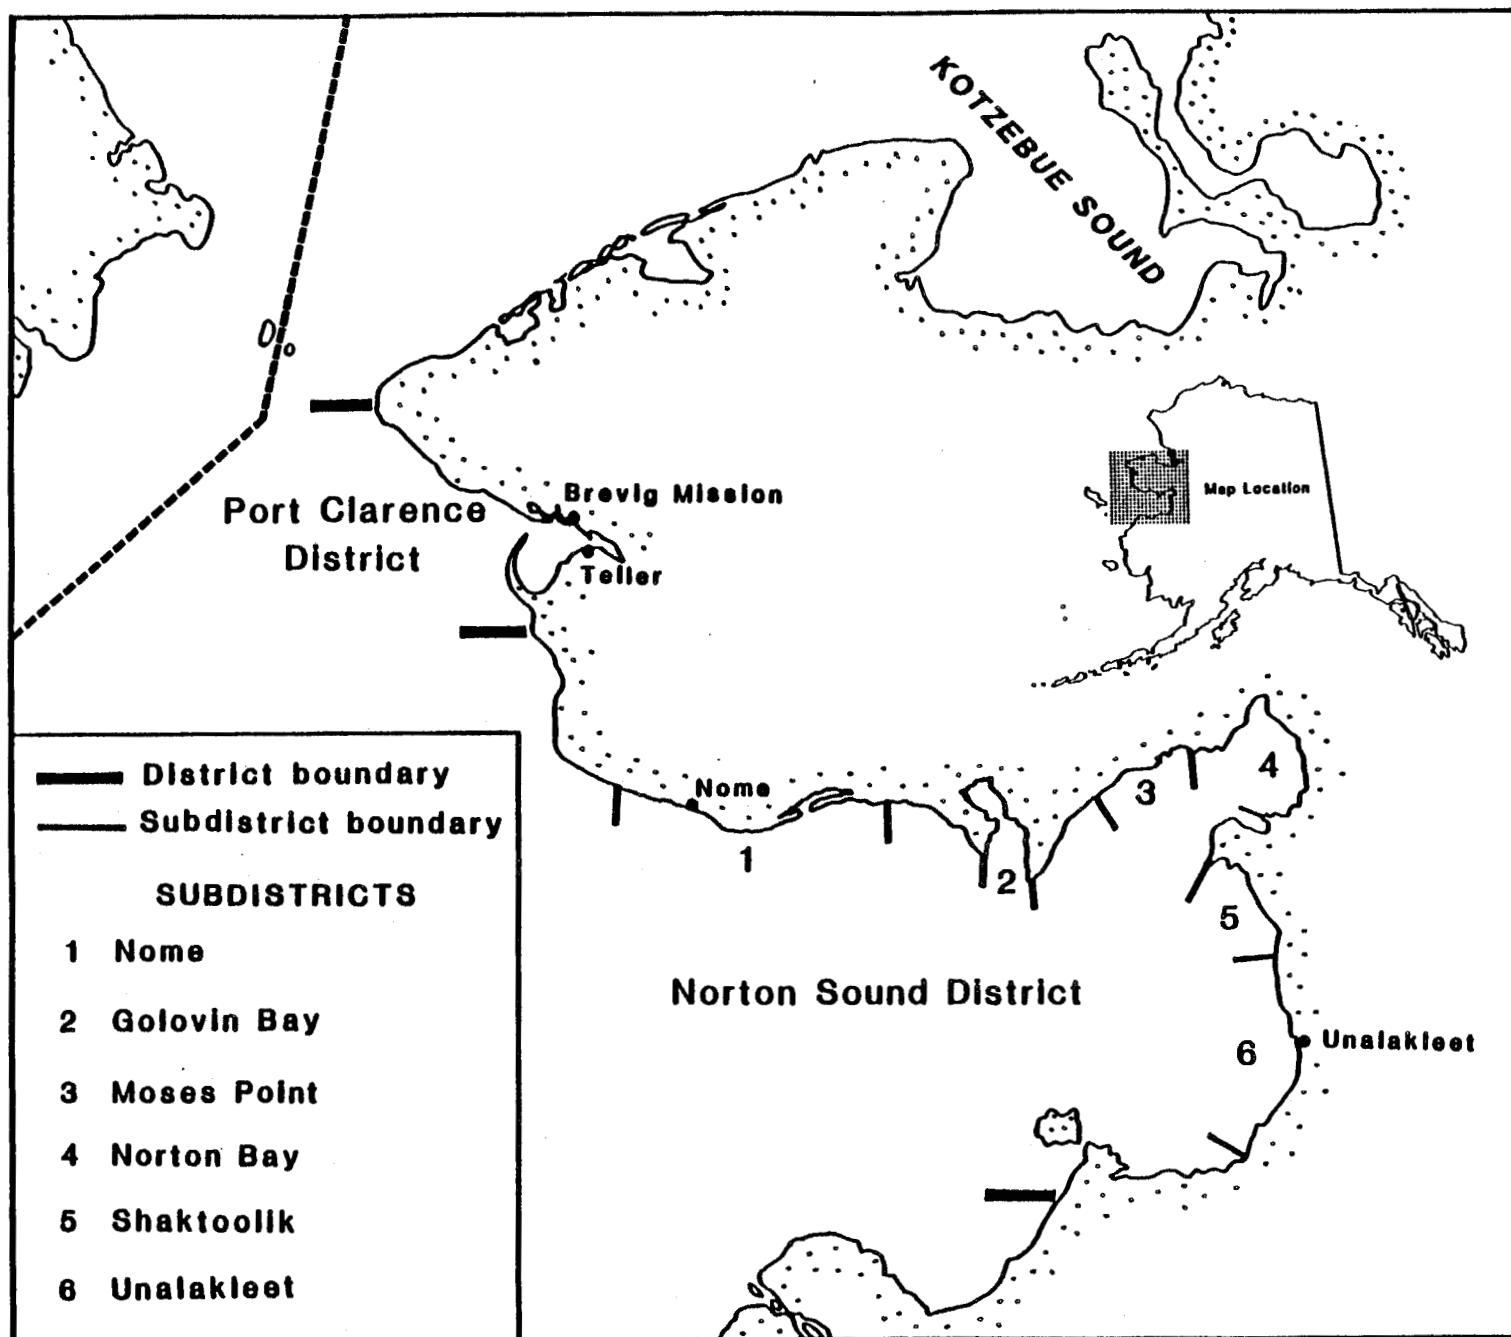 KOTZEBUE SOUND
Map Location
Brevig Mission
Port Clarence
District
Teller
Nome
1
2
3
4
5
6
Norton Sound District
Unalakleet
District boundary
Subdistrict boundary
SUBDISTRICTS
1 Nome
2 Golovin Bay
3 Moses Point
4 Norton Bay
5 Shaktoolik
6 Unalakleet